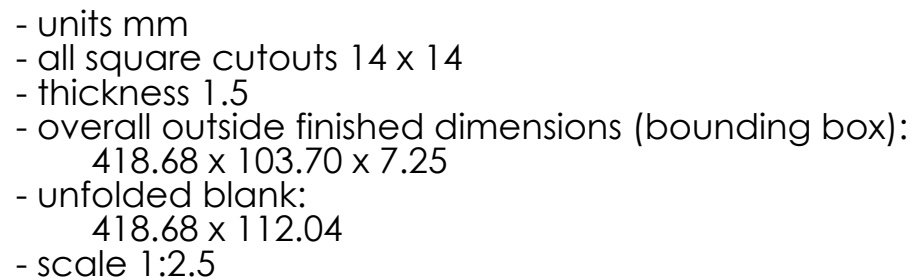 - units mm
- all square cutouts 14 x 14
- thickness 1.5
- overall outside finished dimensions (bounding box):
418.68 x 103.70 x 7.25
- unfolded blank:
418.68 x 112.04
- scale 1:2.5